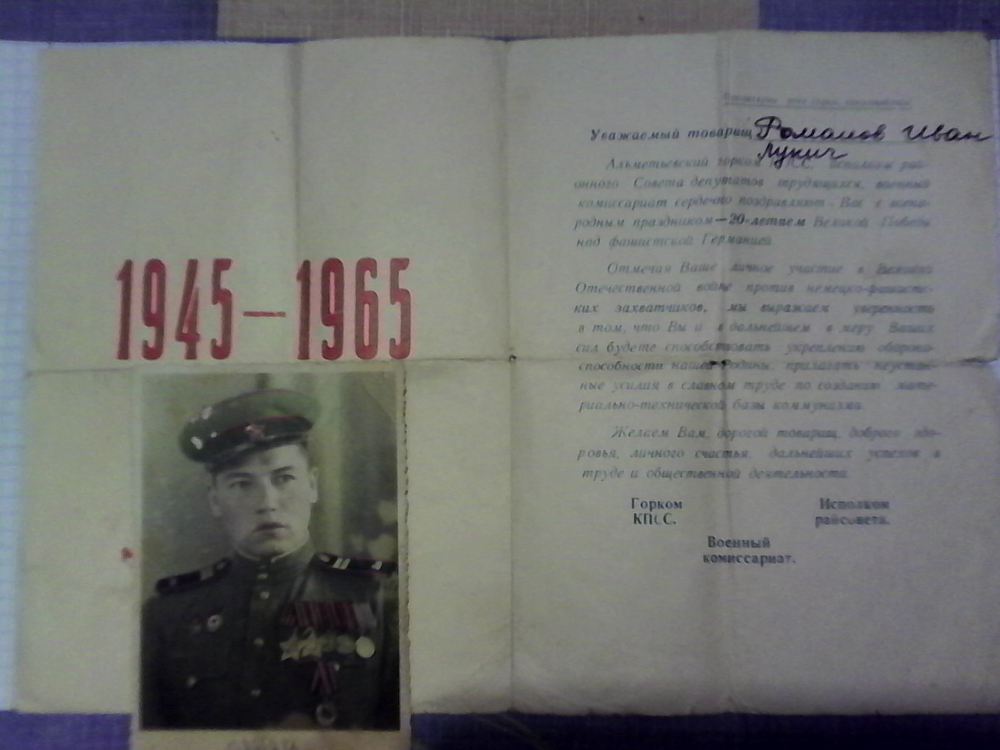 1945—1965
Уважаемый товарищ Романов Иван
Лукич
Альметьевский горком КПСС, исполком рай-
онного Совета депутатов трудящихся, военный
комиссариат сердечно поздравляют Вас с всена-
родным праздником—20-летием Великой Победы
над фашистской Германией.
Отмечая Ваше личное участие в Великой
Отечественной войне против немецко-фашистс-
ких захватчиков, мы выражаем уверенность
в том, что Вы и в дальнейшем в меру Ваших
сил будете способствовать укреплению обороно-
способности нашей Родины, прилагать неустан-
ные усилия в славном труде по созданию мате-
риально-технической базы коммунизма.
Желаем Вам, дорогой товарищ, доброго здо-
ровья, личного счастья, дальнейших успехов в
труде и общественной деятельности.
Горком Исполком
КПСС. райсовета.
Военный
комиссариат.